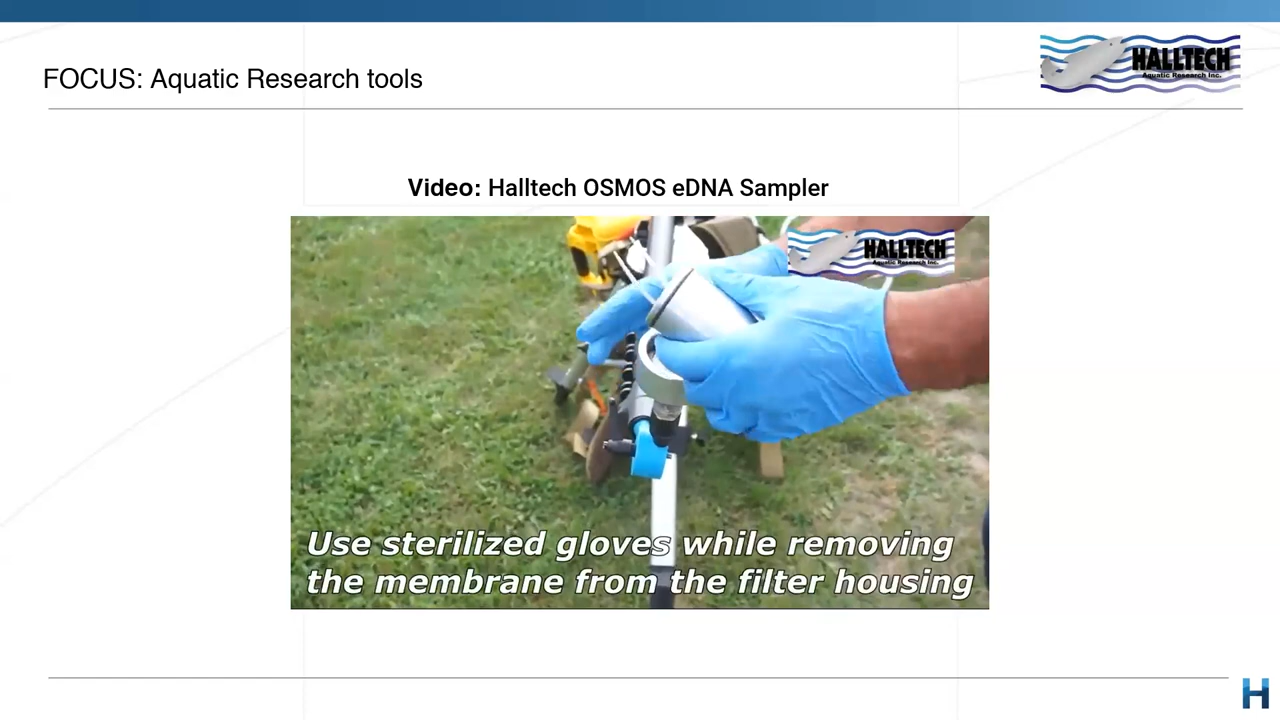 FOCUS: Aquatic Research tools
HALLTECH
Aquatic Research Inc.
Video: Halltech OSMOS eDNA Sampler
HALLTECH
Aquatic Research Inc.
Use sterilized gloves while removing
the membrane from the filter housing
H